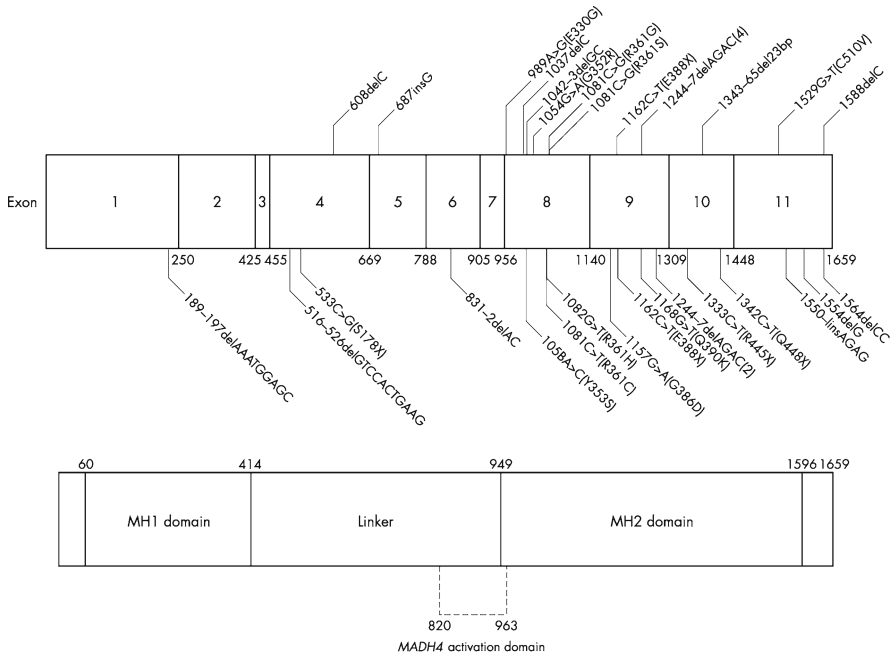 608delC
687insG
989A>G(E330G)
1037delC
1042–3delGC
1054G>A(G352R)
1081C>G(R361G)
1081C>G(R361S)
1162C>T(E388X)
1244–7delAGAC(4)
1343–65del23bp
1529G>T(C510V)
1588delC
Exon 1 2 3 4 5 6 7 8 9 10 11
250 425 455 669 788 905 956 1140 1309 1448 1659
189–197delAAATGGAGC
516–526delGTCCACTGAAG
533C>G(S178X)
831–2delAC
105BA>C(Y353S)
1081C>T(R361C)
1082G>T(R361H)
1157G>A(G386D)
1162C>T(E388X)
1168G>T(Q390K)
1244–7delAGAC(2)
1333C>T(R445X)
1342C>T(Q448X)
1550–linsAGAG
1554delG
1564delCC
60 414 949 1596 1659
MH1 domain Linker MH2 domain
820 963
MADH4 activation domain